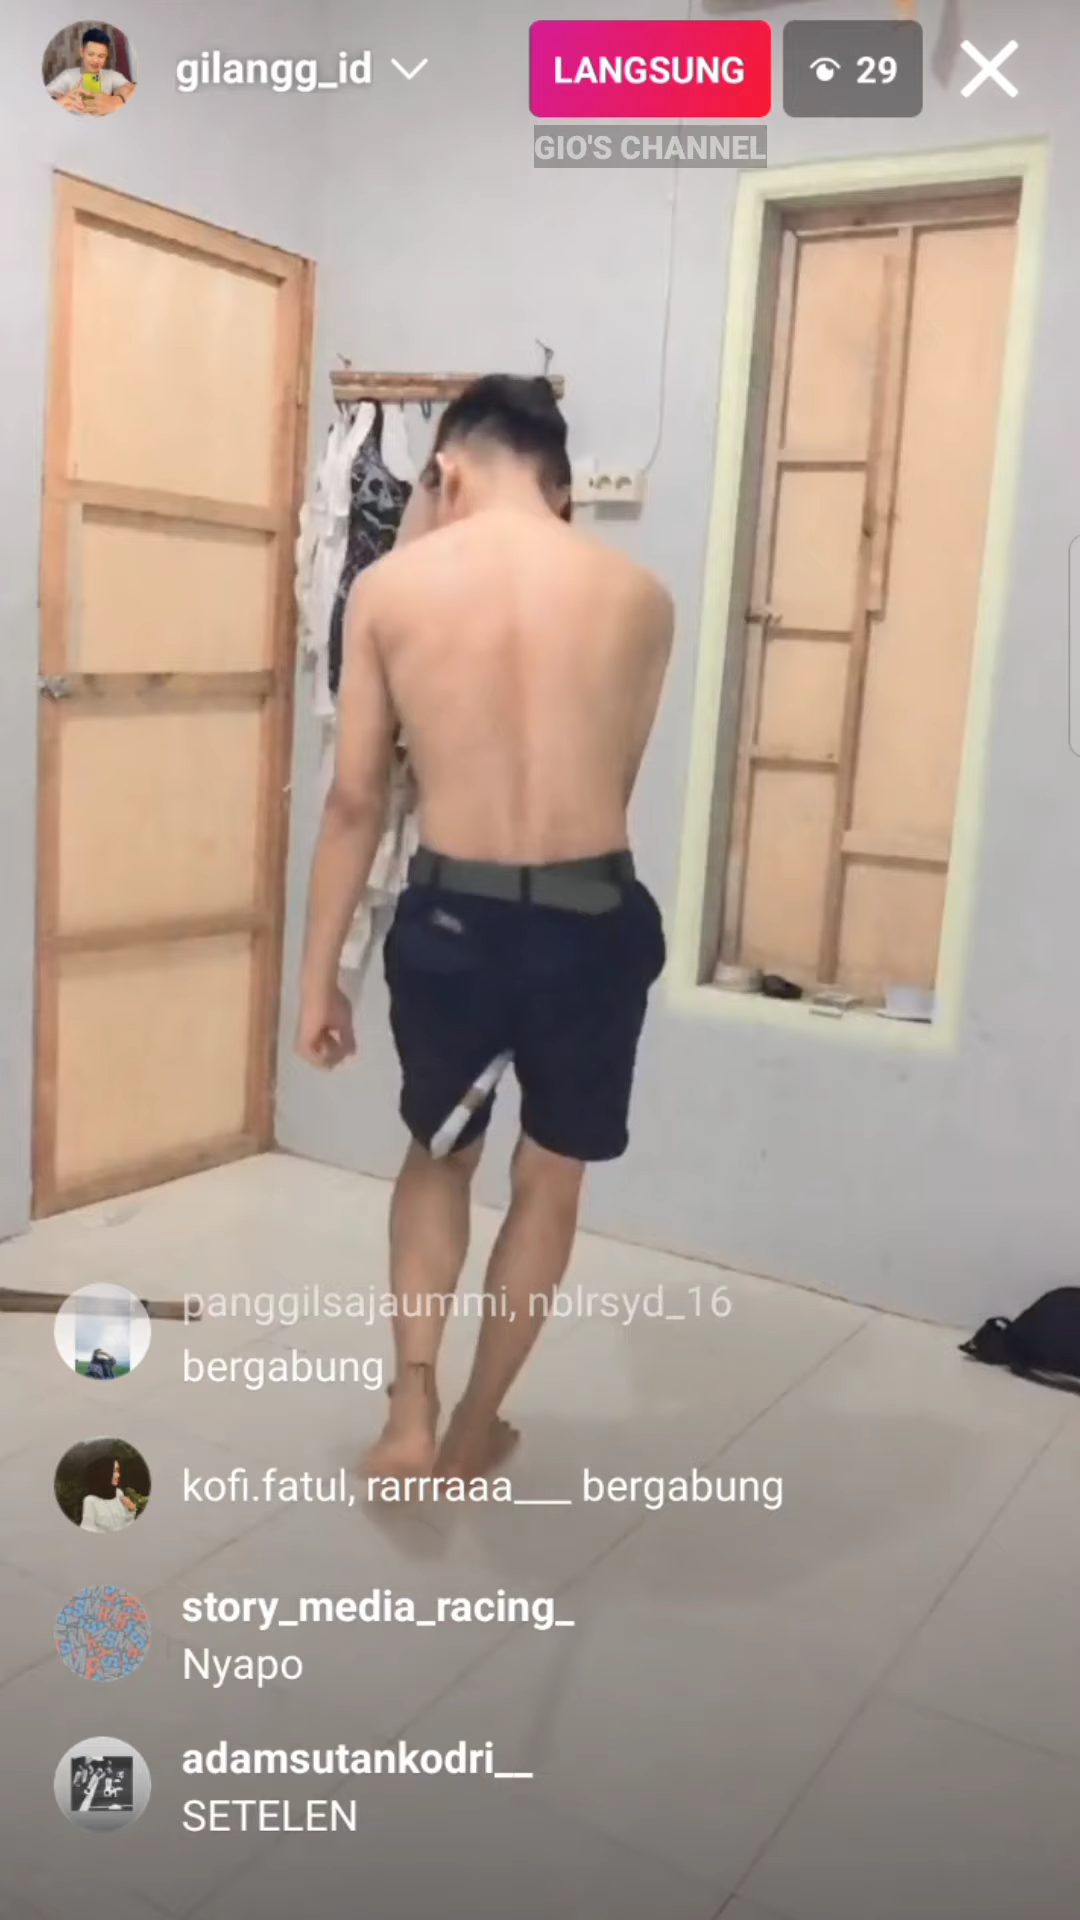 gilangg_id
LANGSUNG
29
GIO'S CHANNEL
panggilsajaummi, nblrsyd_16
bergabung
kofi.fatul, rarrraaa___ bergabung
story_media_racing_
Nyapo
adamsutankodri__
SETELEN